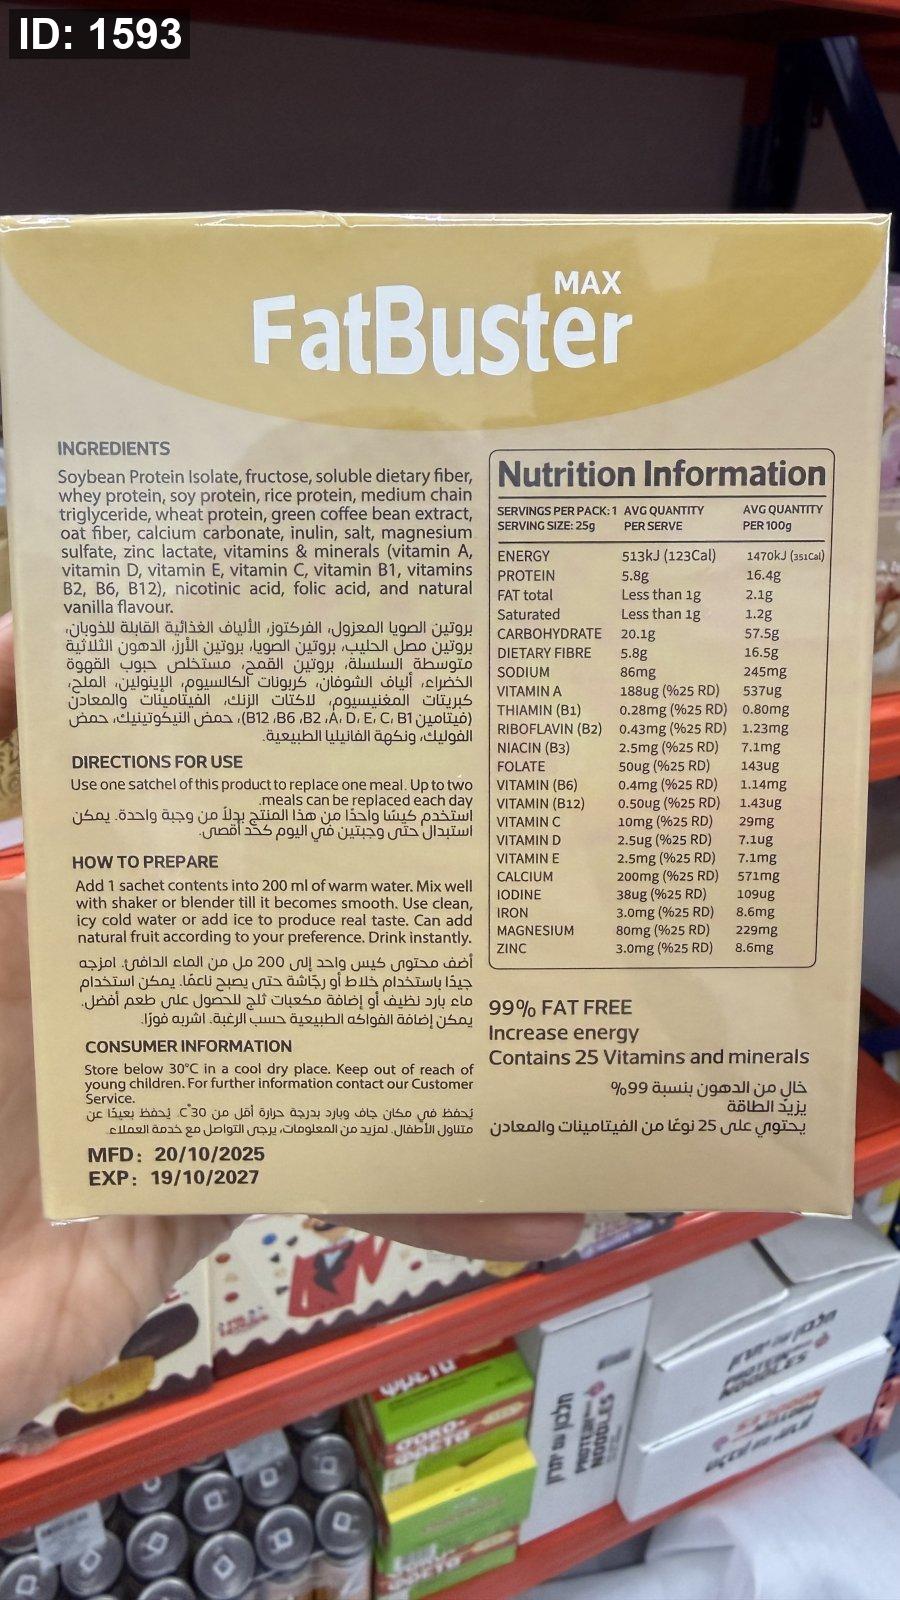 ID: 1593
MAX
FatBuster
INGREDIENTS
Soybean Protein Isolate, fructose, soluble dietary fiber,
whey protein, soy protein, rice protein, medium chain
triglyceride, wheat protein, green coffee bean extract,
oat fiber, calcium carbonate, inulin, salt, magnesium
sulfate, zinc lactate, vitamins & minerals (vitamin A,
vitamin D, vitamin E, vitamin C, vitamin B1, vitamins
B2, B6, B12), nicotinic acid, folic acid, and natural
vanilla flavour.
بروتين الصويا المعزول، الفركتوز، الألياف الغذائية القابلة للذوبان،
بروتين مصل الحليب، بروتين الصويا، بروتين الأرز، الدهون الثلاثية
متوسطة السلسلة، بروتين القمح، مستخلص حبوب القهوة
الخضراء، ألياف الشوفان، كربونات الكالسيوم، الإينولين، الملح،
كبريتات المغنيسيوم، لاكتات الزنك، الفيتامينات والمعادن
(فيتامين A، D، E، C، B1، B2، B6، B12)، حمض النيكوتينيك، حمض
الفوليك، ونكهة الفانيليا الطبيعية.
DIRECTIONS FOR USE
Use one satchel of this product to replace one meal. Up to two
.meals can be replaced each day
استخدم كيسًا واحدًا من هذا المنتج بدلاً من وجبة واحدة. يمكن
استبدال حتى وجبتين في اليوم كحد أقصى.
HOW TO PREPARE
Add 1 sachet contents into 200 ml of warm water. Mix well
with shaker or blender till it becomes smooth. Use clean,
icy cold water or add ice to produce real taste. Can add
natural fruit according to your preference. Drink instantly.
أضف محتوى كيس واحد إلى 200 مل من الماء الدافئ. امزجه
جيدًا باستخدام خلاط أو رجّاشة حتى يصبح ناعمًا. يمكن استخدام
ماء بارد نظيف أو إضافة مكعبات ثلج للحصول على طعم أفضل.
يمكن إضافة الفواكه الطبيعية حسب الرغبة. اشربه فورًا.
CONSUMER INFORMATION
Store below 30°C in a cool dry place. Keep out of reach of
young children. For further information contact our Customer
Service.
يُحفظ في مكان جاف وبارد بدرجة حرارة أقل من 30°C. يُحفظ بعيدًا عن
متناول الأطفال. لمزيد من المعلومات، يرجى التواصل مع خدمة العملاء.
MFD: 20/10/2025
EXP: 19/10/2027
Nutrition Information
SERVINGS PER PACK: 1 AVG QUANTITY AVG QUANTITY
SERVING SIZE: 25g PER SERVE PER 100g
ENERGY 513kJ (123Cal) 1470kJ (351Cal)
PROTEIN 5.8g 16.4g
FAT total Less than 1g 2.1g
Saturated Less than 1g 1.2g
CARBOHYDRATE 20.1g 57.5g
DIETARY FIBRE 5.8g 16.5g
SODIUM 86mg 245mg
VITAMIN A 188ug (%25 RD) 537ug
THIAMIN (B1) 0.28mg (%25 RD) 0.80mg
RIBOFLAVIN (B2) 0.43mg (%25 RD) 1.23mg
NIACIN (B3) 2.5mg (%25 RD) 7.1mg
FOLATE 50ug (%25 RD) 143ug
VITAMIN (B6) 0.4mg (%25 RD) 1.14mg
VITAMIN (B12) 0.50ug (%25 RD) 1.43ug
VITAMIN C 10mg (%25 RD) 29mg
VITAMIN D 2.5ug (%25 RD) 7.1ug
VITAMIN E 2.5mg (%25 RD) 7.1mg
CALCIUM 200mg (%25 RD) 571mg
IODINE 38ug (%25 RD) 109ug
IRON 3.0mg (%25 RD) 8.6mg
MAGNESIUM 80mg (%25 RD) 229mg
ZINC 3.0mg (%25 RD) 8.6mg
99% FAT FREE
Increase energy
Contains 25 Vitamins and minerals
خالٍ من الدهون بنسبة 99%
يزيد الطاقة
يحتوي على 25 نوعًا من الفيتامينات والمعادن
PROTEIN
NOODLES
PROTEIN
NOODLES